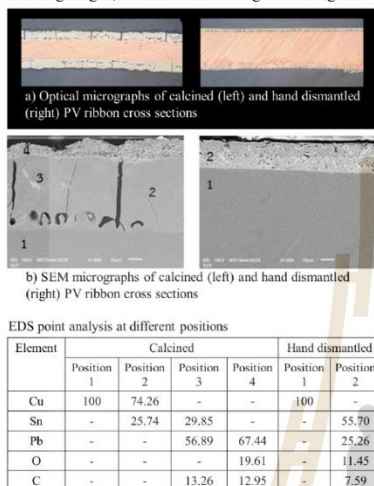 a) Optical micrographs of calcined (left) and hand dismantled
(right) PV ribbon cross sections
4
3
2
1
2
1
b) SEM micrographs of calcined (left) and hand dismantled
(right) PV ribbon cross sections
EDS point analysis at different positions
Element Calcined Hand dismantled
Position 1 Position 2 Position 3 Position 4 Position 1 Position 2
Cu 100 74.26 - - 100 -
Sn - 25.74 29.85 - - 55.70
Pb - - 56.89 67.44 - 25.26
O - - - 19.61 - 11.45
C - - 13.26 12.95 - 7.59